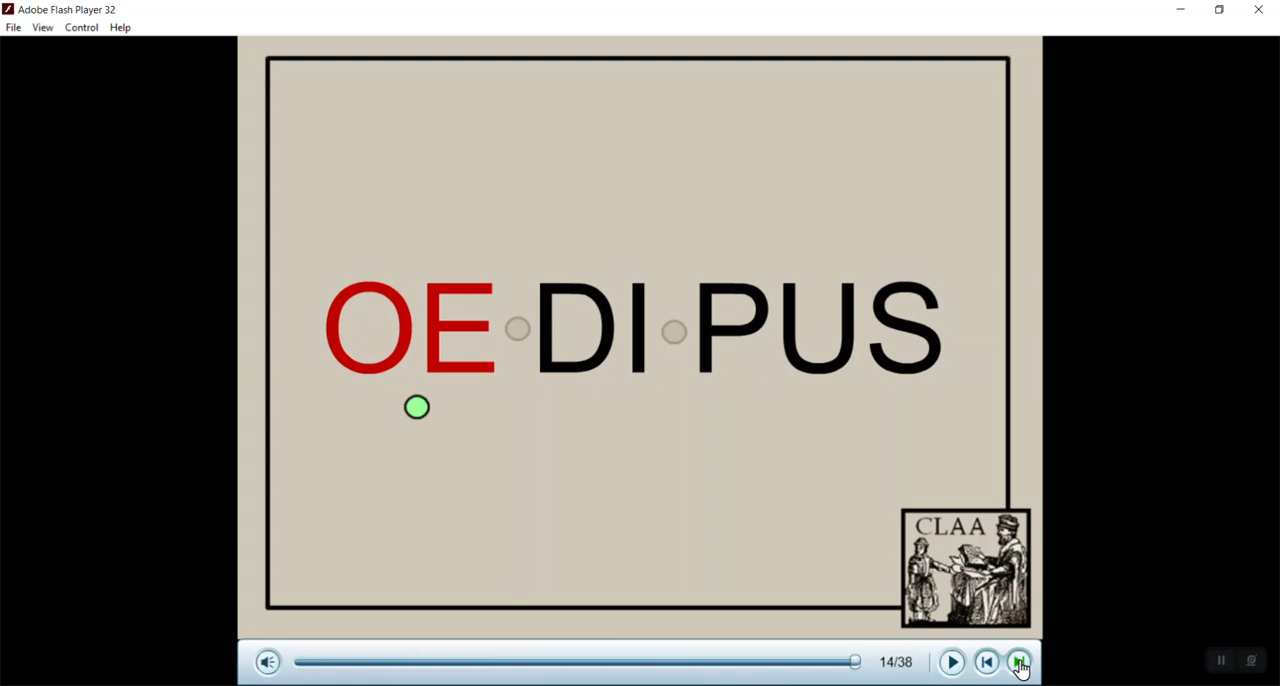 Adobe Flash Player 32
File View Control Help
OE DI PUS
CLAA
14/38